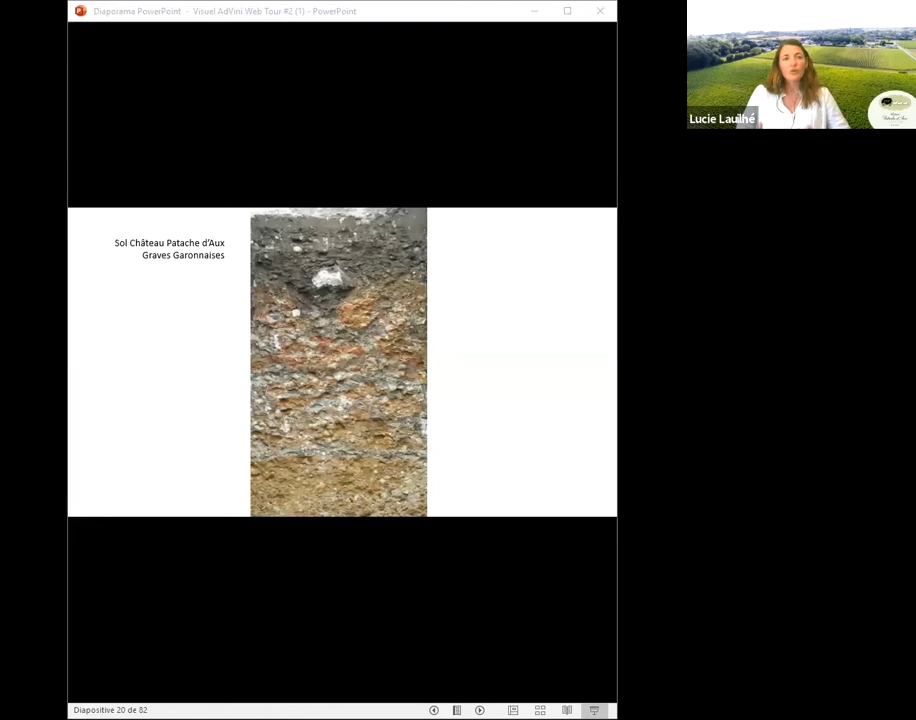 Diaporama PowerPoint - Visuel AdVini Web Tour #2 (1) - PowerPoint
Lucie Lauilhé
Sol Château Patache d'Aux
Graves Garonnaises
Diapositive 20 de 82